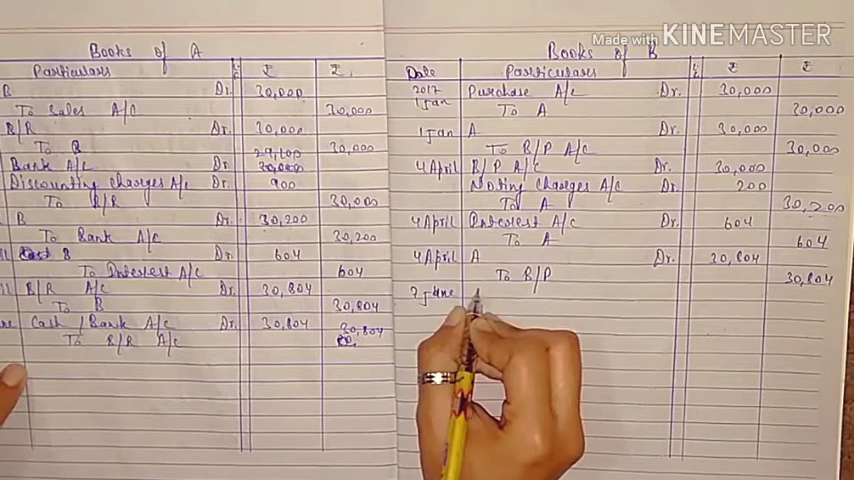 Made with KINEMASTER
Books of A
Particulars L.F. ₹ ₹
B Dr. 30,000
To Sales A/C 30,000
B/R Dr. 30,000
To B 30,000
Bank A/c Dr. 29,100
Discounting Charges A/c Dr. 900
To B/R 30,000
B Dr. 30,200
To Bank A/c 30,200
B Dr. 604
To Interest A/c 604
B/R A/c Dr. 30,804
To B 30,804
Cash / Bank A/c Dr. 30,804 30,804
To B/R A/c
Books of B
Date Particulars L.F. ₹ ₹
2017
1 Jan Purchase A/c Dr. 30,000
To A 30,000
1 Jan A Dr. 30,000
To B/P A/c 30,000
4 April B/P A/c Dr. 30,000
Noting Charges A/c Dr. 200
To A 30,200
4 April Interest A/c Dr. 604
To A 604
4 April A Dr. 30,804
To B/P 30,804
7 June